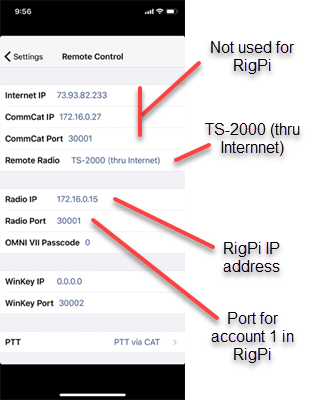 9:56
Settings Remote Control
Internet IP 73.93.82.233
CommCat IP 172.16.0.27
CommCat Port 30001
Remote Radio TS-2000 (thru Internet)
Radio IP 172.16.0.15
Radio Port 30001
OMNI VII Passcode 0
WinKey IP 0.0.0.0
WinKey Port 30002
PTT PTT via CAT
Not used for
RigPi
TS-2000 (thru
Internnet)
RigPi IP
address
Port for
account 1 in
RigPi